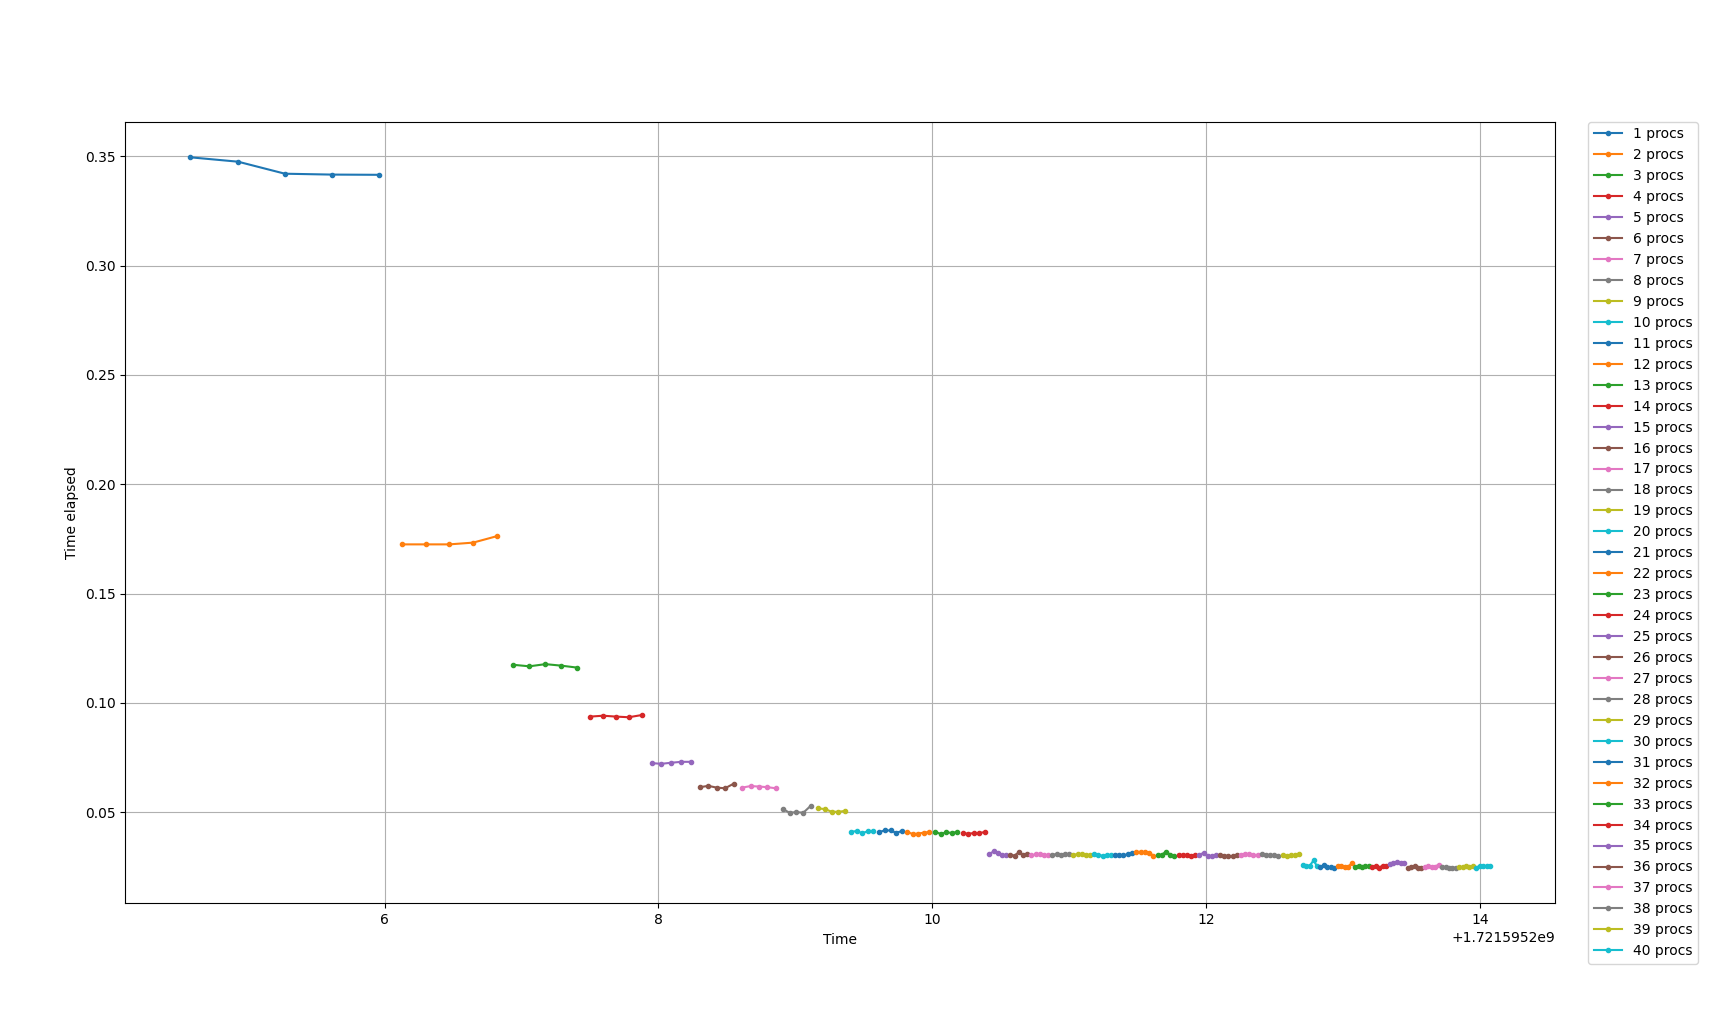 0.35
0.30
0.25
0.20
0.15
0.10
0.05
Time elapsed
6
8
10
12
14
Time
+1.7215952e9
1 procs
2 procs
3 procs
4 procs
5 procs
6 procs
7 procs
8 procs
9 procs
10 procs
11 procs
12 procs
13 procs
14 procs
15 procs
16 procs
17 procs
18 procs
19 procs
20 procs
21 procs
22 procs
23 procs
24 procs
25 procs
26 procs
27 procs
28 procs
29 procs
30 procs
31 procs
32 procs
33 procs
34 procs
35 procs
36 procs
37 procs
38 procs
39 procs
40 procs